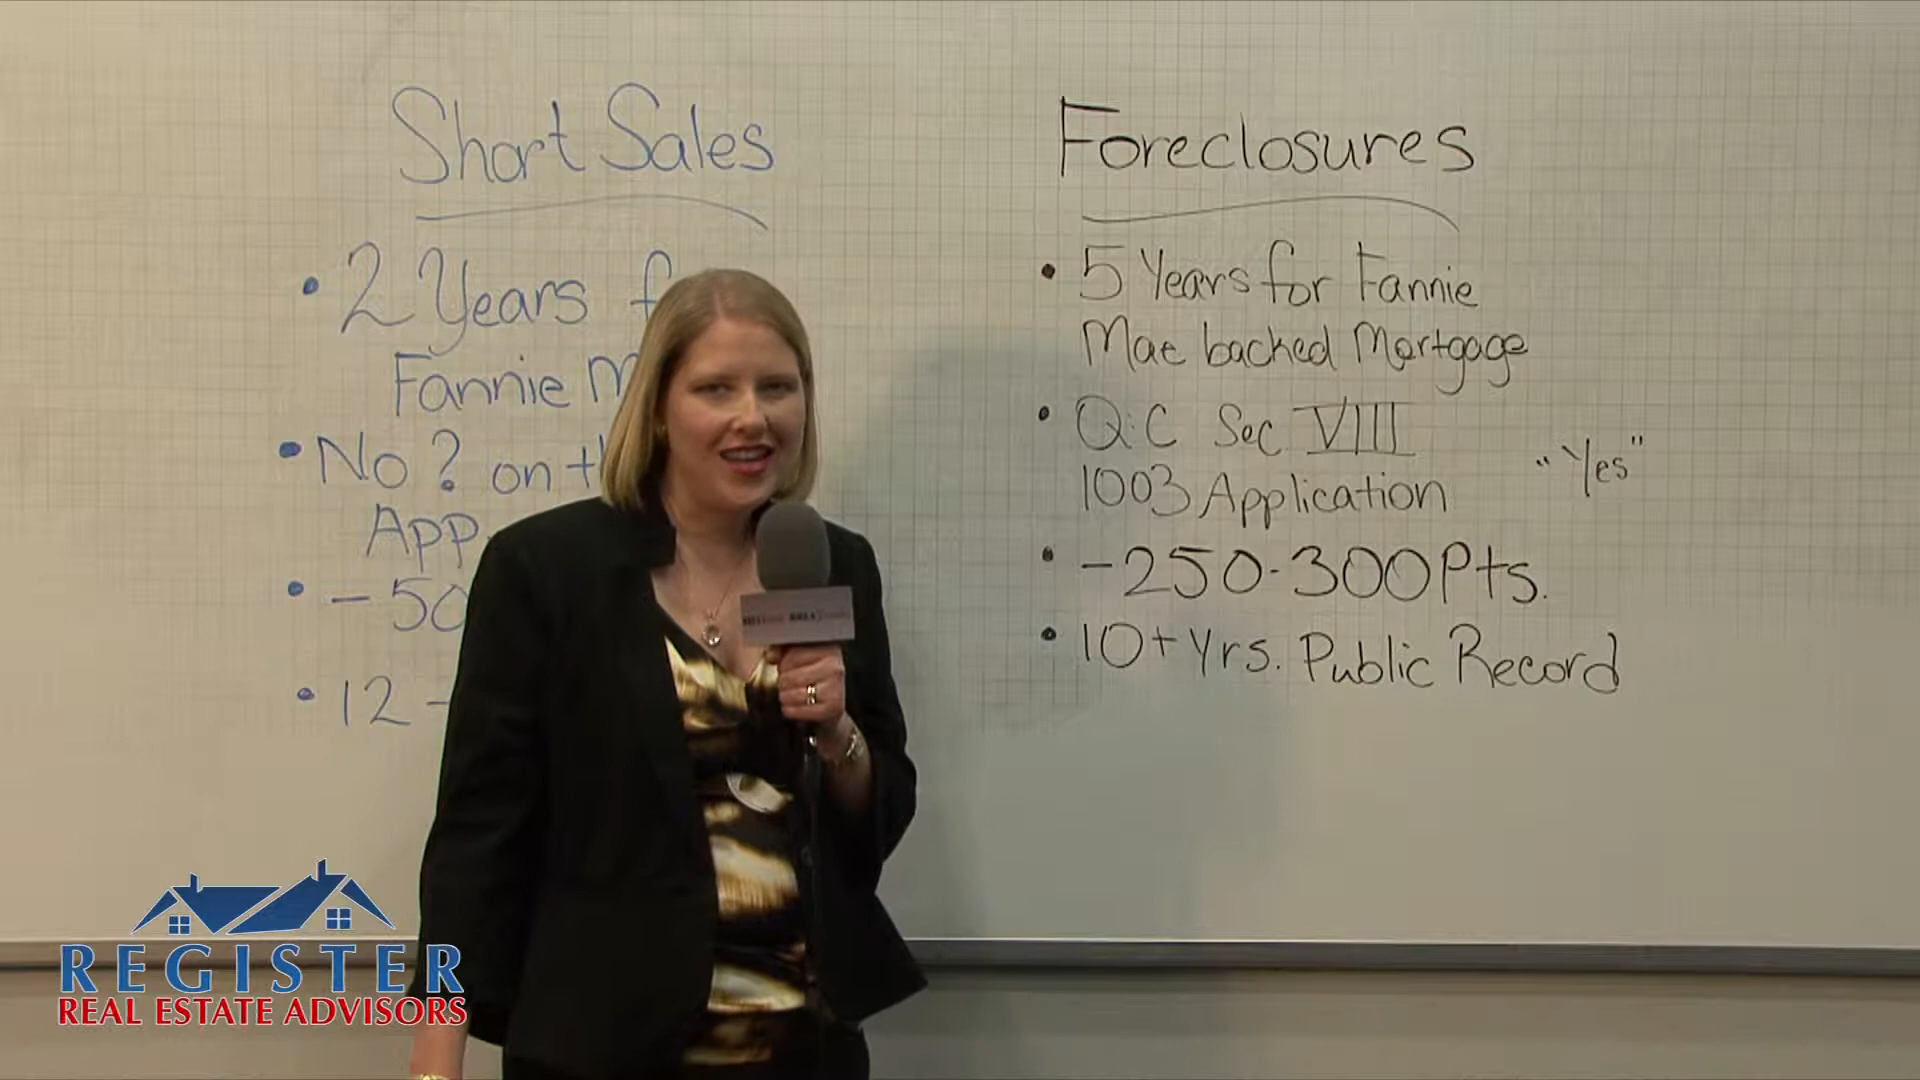 Short Sales
• 2 Years f
Fannie M
• No ? on th
App.
• - 50
• 12 -
Foreclosures
• 5 Years for Fannie
Mae backed Mortgage
• Q:C Sec VIII
1003 Application
"Yes"
• -250-300 Pts.
• 10+ Yrs. Public Record
REGISTER
REAL ESTATE ADVISORS